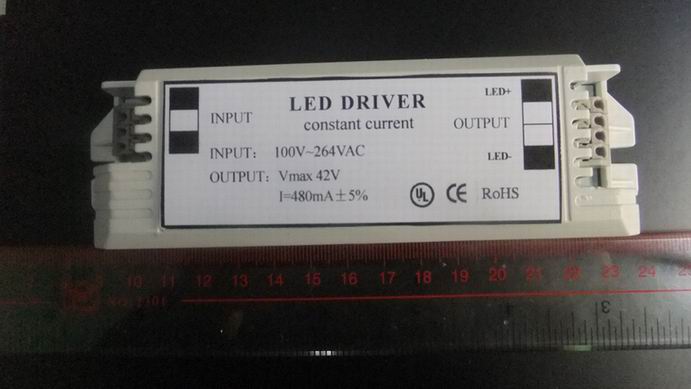 LED DRIVER
constant current
INPUT
LED+
OUTPUT
LED-
INPUT: 100V~264VAC
OUTPUT: Vmax 42V
I=480mA±5%
UL CE RoHS
10 11 12 13 14 15 16 17 18 19 20 21 22 23 24
3